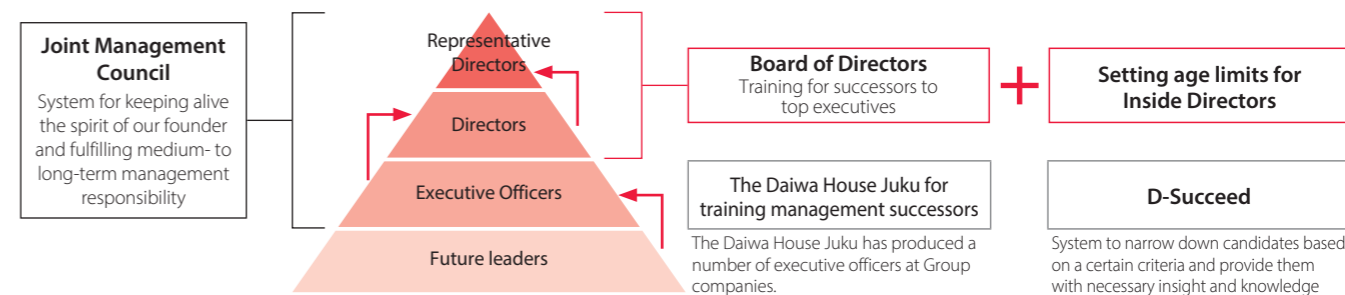 Joint Management
Council
System for keeping alive
the spirit of our founder
and fulfilling medium- to
long-term management
responsibility
Representative
Directors
Directors
Executive Officers
Future leaders
Board of Directors
Training for successors to
top executives
+
Setting age limits for
Inside Directors
The Daiwa House Juku for
training management successors
The Daiwa House Juku has produced a
number of executive officers at Group
companies.
D-Succeed
System to narrow down candidates based
on a certain criteria and provide them
with necessary insight and knowledge